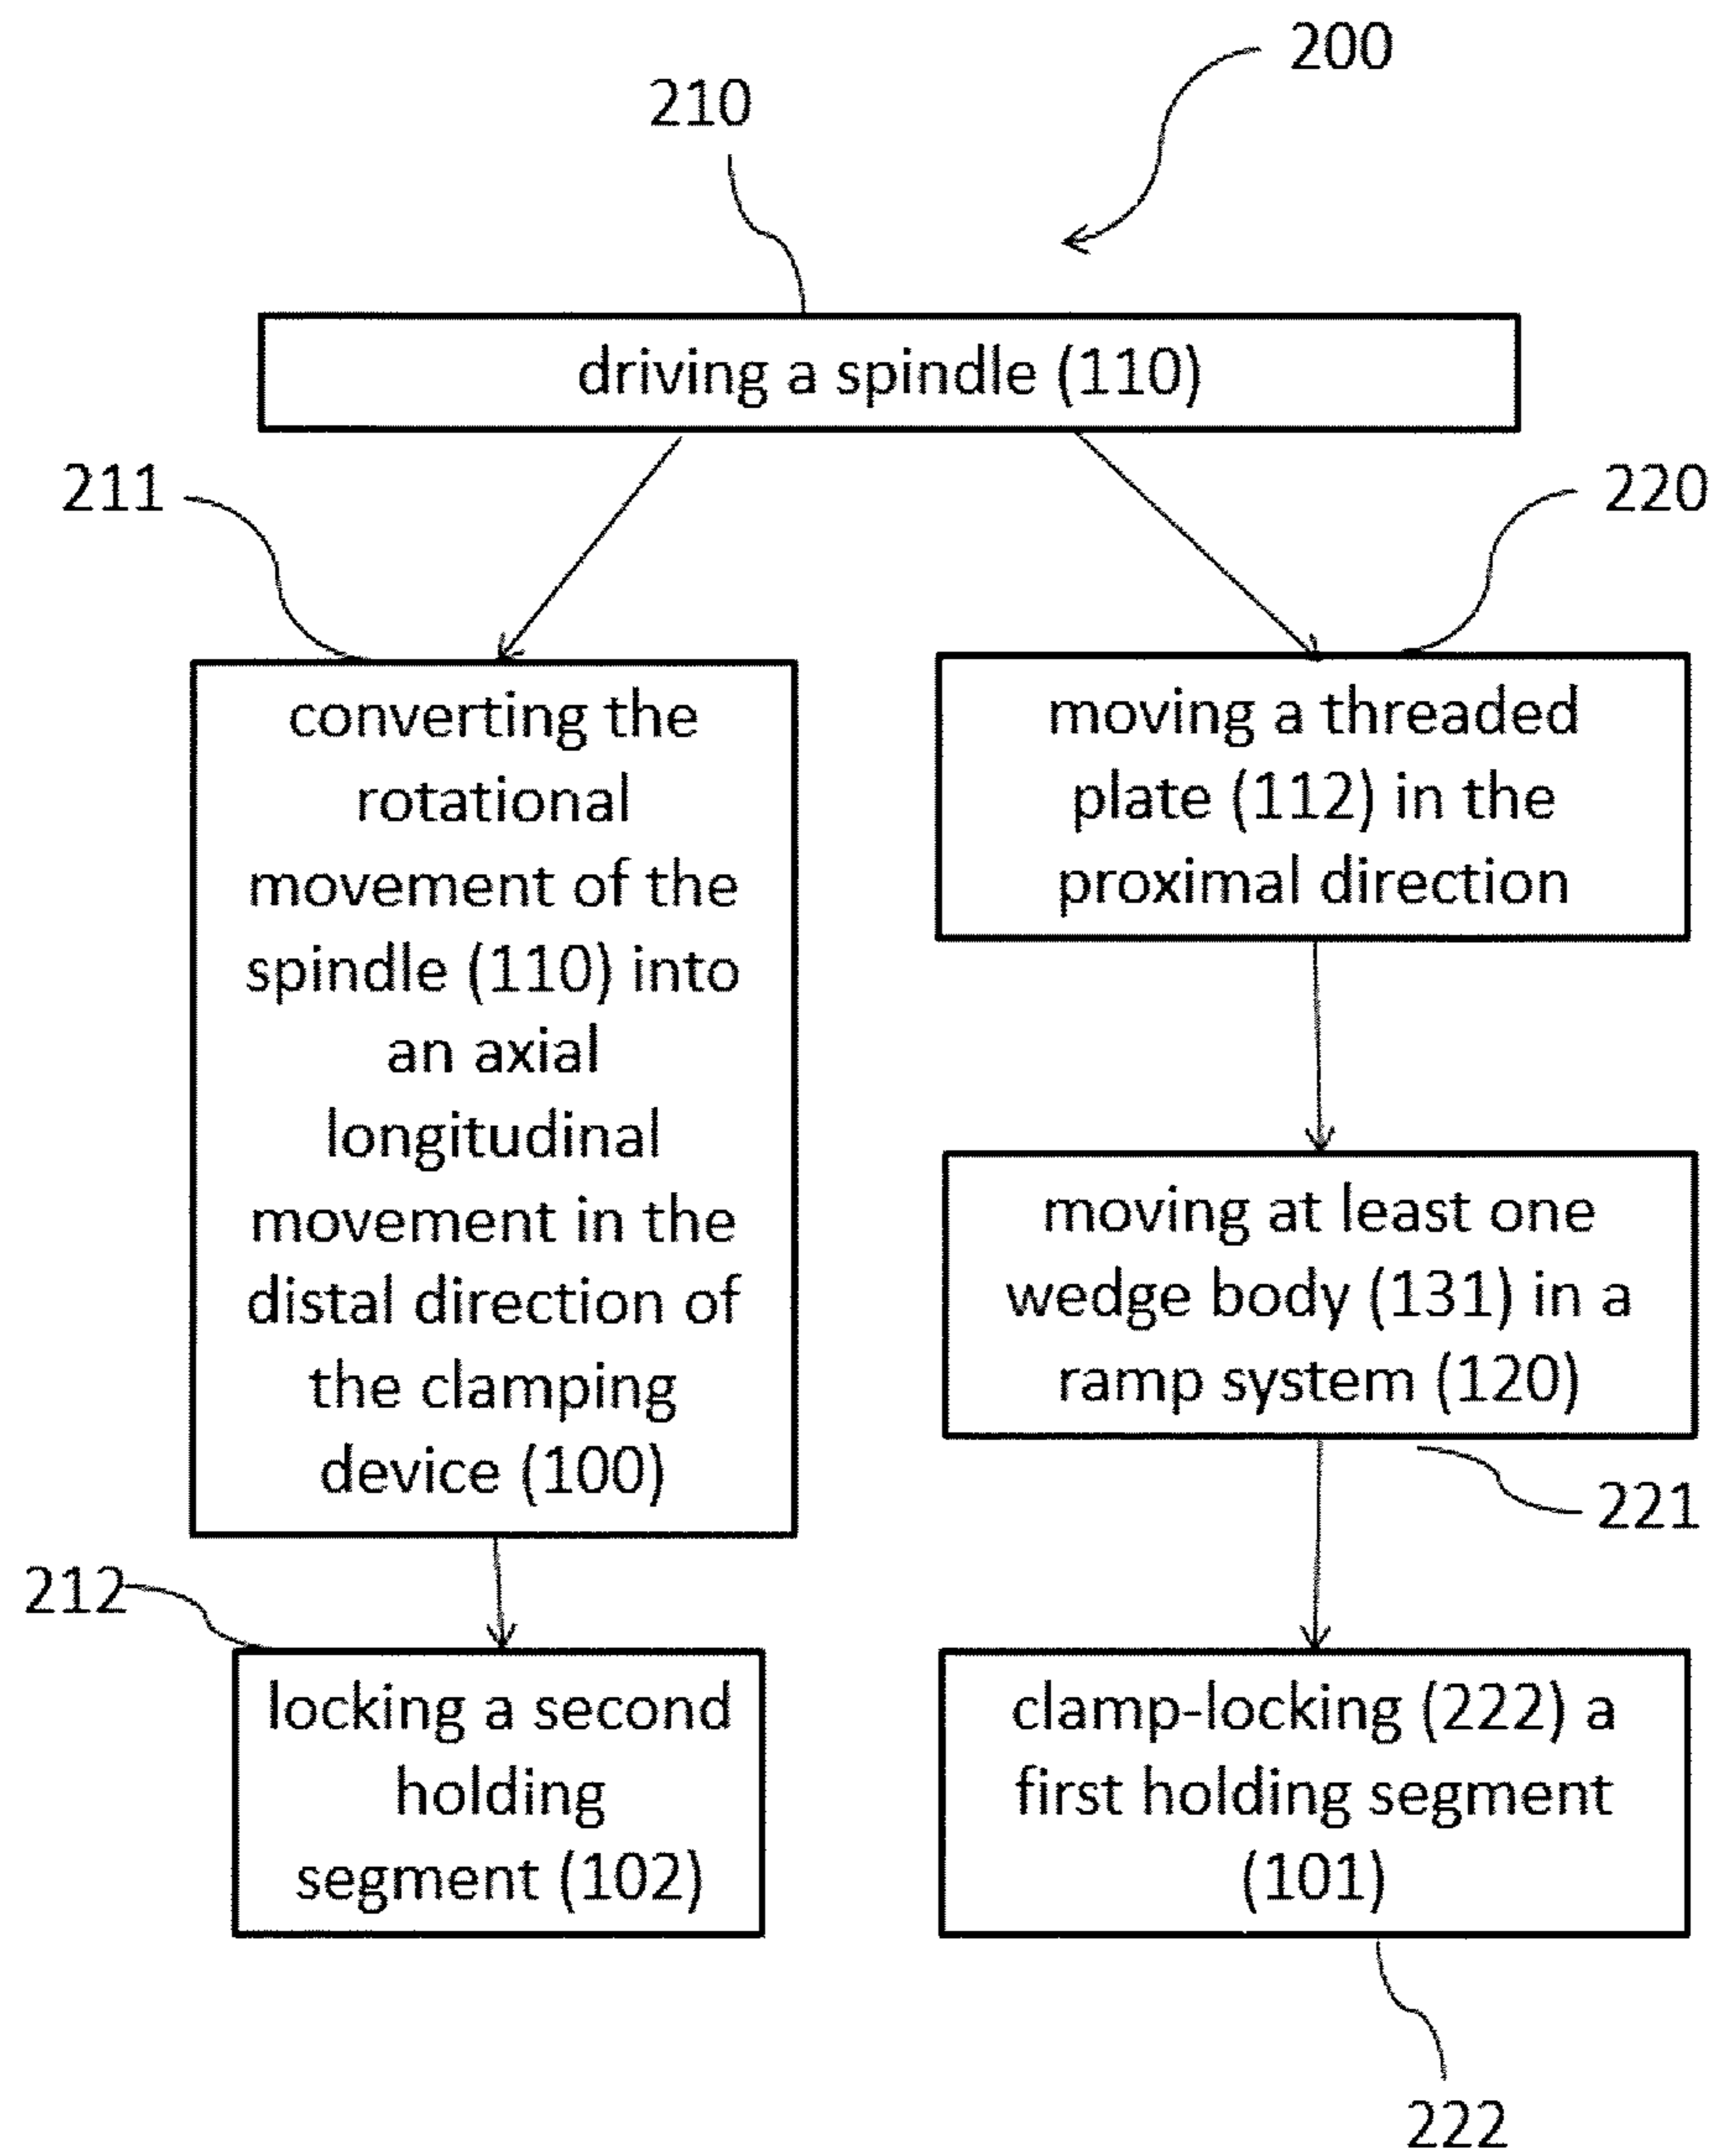 200
210
driving a spindle (110)
211
220
converting the
rotational
movement of the
spindle (110) into
an axial
longitudinal
movement in the
distal direction of
the clamping
device (100)
moving a threaded
plate (112) in the
proximal direction
moving at least one
wedge body (131) in a
ramp system (120)
221
212
locking a second
holding
segment (102)
clamp-locking (222) a
first holding segment
(101)
222